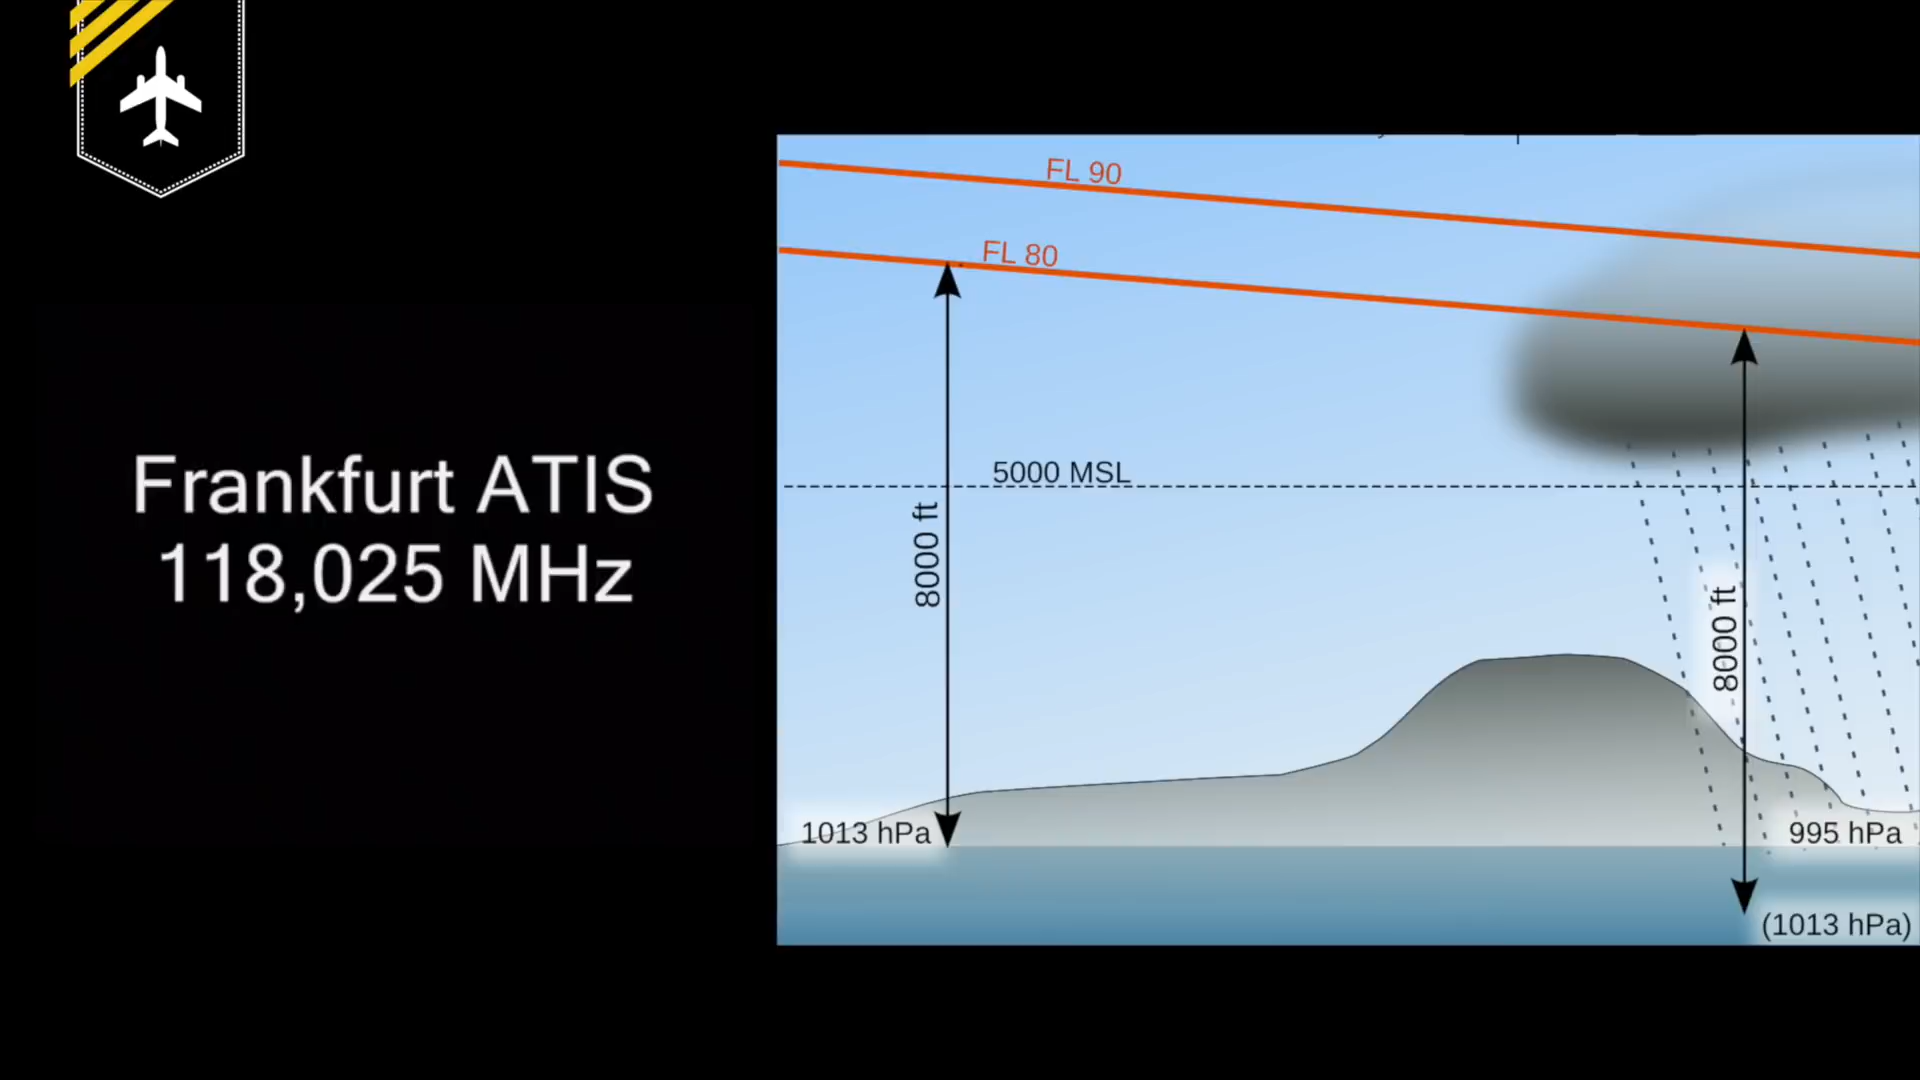 Frankfurt ATIS
118,025 MHz
FL 90
FL 80
5000 MSL
8000 ft
8000 ft
1013 hPa
995 hPa
(1013 hPa)